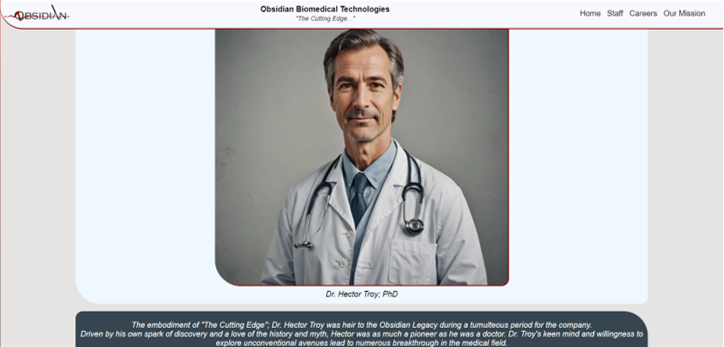 OBSIDIAN
Obsidian Biomedical Technologies
"The Cutting Edge..."
Home Staff Careers Our Mission
Dr. Hector Troy; PhD
The embodiment of "The Cutting Edge"; Dr. Hector Troy was heir to the Obsidian Legacy during a tumulteous period for the company.
Driven by his own spark of discovery and a love of the history and myth, Hector was as much a pioneer as he was a doctor. Dr. Troy's keen mind and willingness to
explore unconventional avenues lead to numerous breakthrough in the medical field.